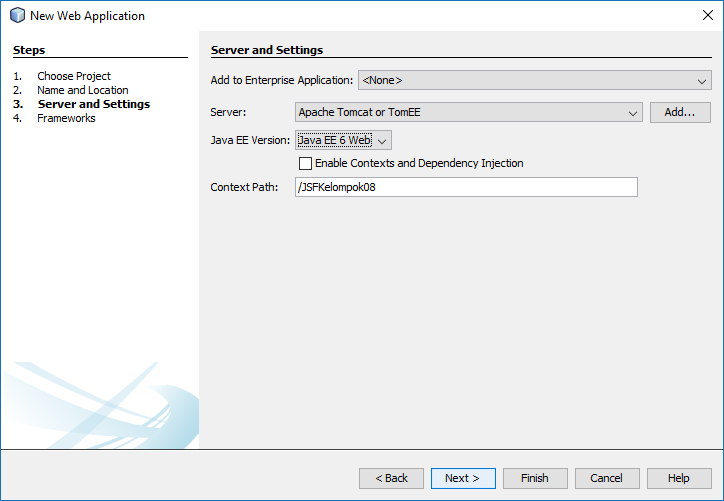 New Web Application
Steps
1. Choose Project
2. Name and Location
3. Server and Settings
4. Frameworks
Server and Settings
Add to Enterprise Application: <None>
Server: Apache Tomcat or TomEE Add...
Java EE Version: Java EE 6 Web
Enable Contexts and Dependency Injection
Context Path: /JSFKelompok08
< Back Next > Finish Cancel Help